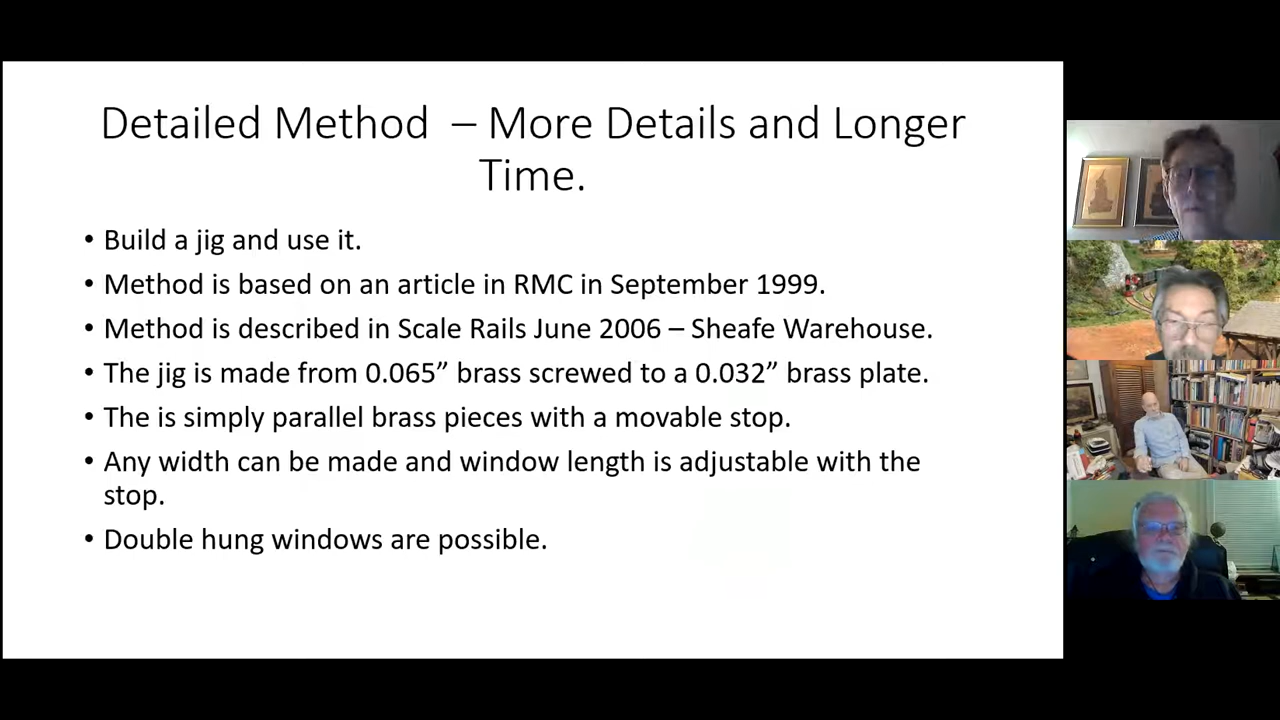 Detailed Method – More Details and Longer
Time.
• Build a jig and use it.
• Method is based on an article in RMC in September 1999.
• Method is described in Scale Rails June 2006 – Sheafe Warehouse.
• The jig is made from 0.065” brass screwed to a 0.032” brass plate.
• The is simply parallel brass pieces with a movable stop.
• Any width can be made and window length is adjustable with the
stop.
• Double hung windows are possible.